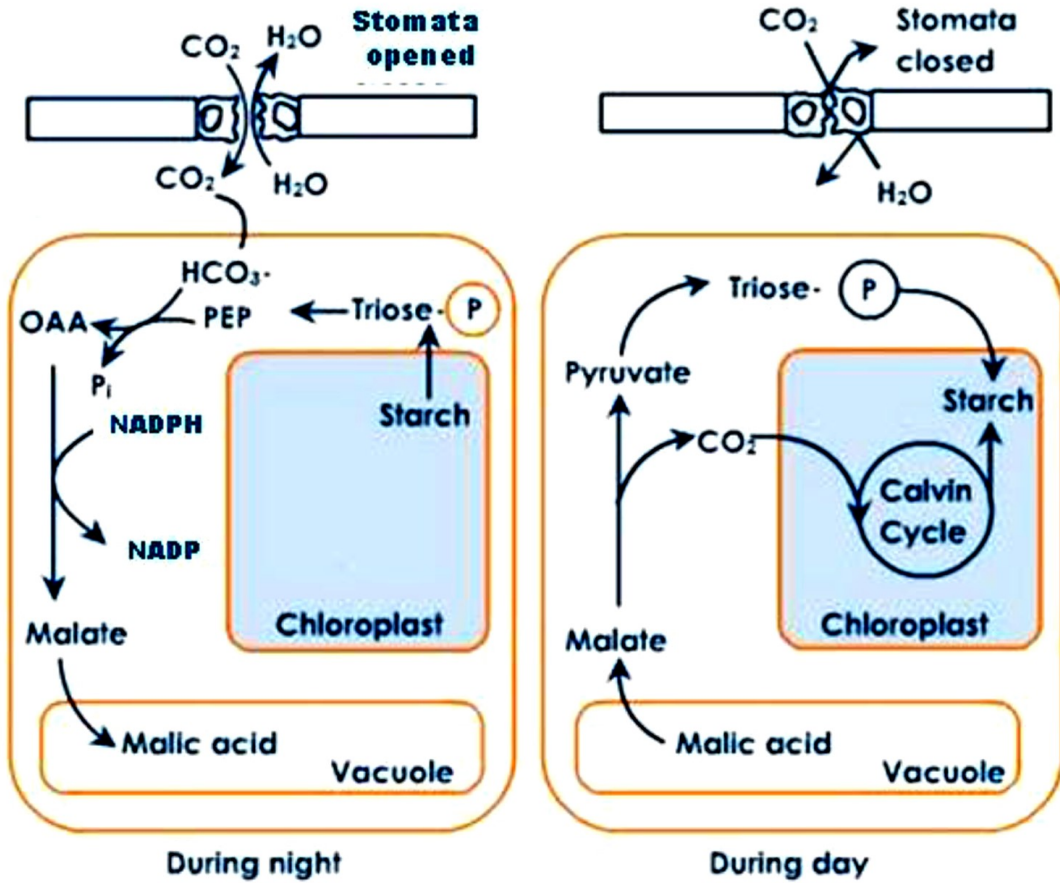 CO₂
H₂O
Stomata
opened
CO₂
H₂O
HCO₃-
OAA
PEP
Triose-
P
Pᵢ
NADPH
Starch
NADP
Malate
Chloroplast
Malic acid
Vacuole
During night
CO₂
Stomata
closed
H₂O
Triose-
P
Pyruvate
Starch
CO₂
Calvin
Cycle
Malate
Chloroplast
Malic acid
Vacuole
During day